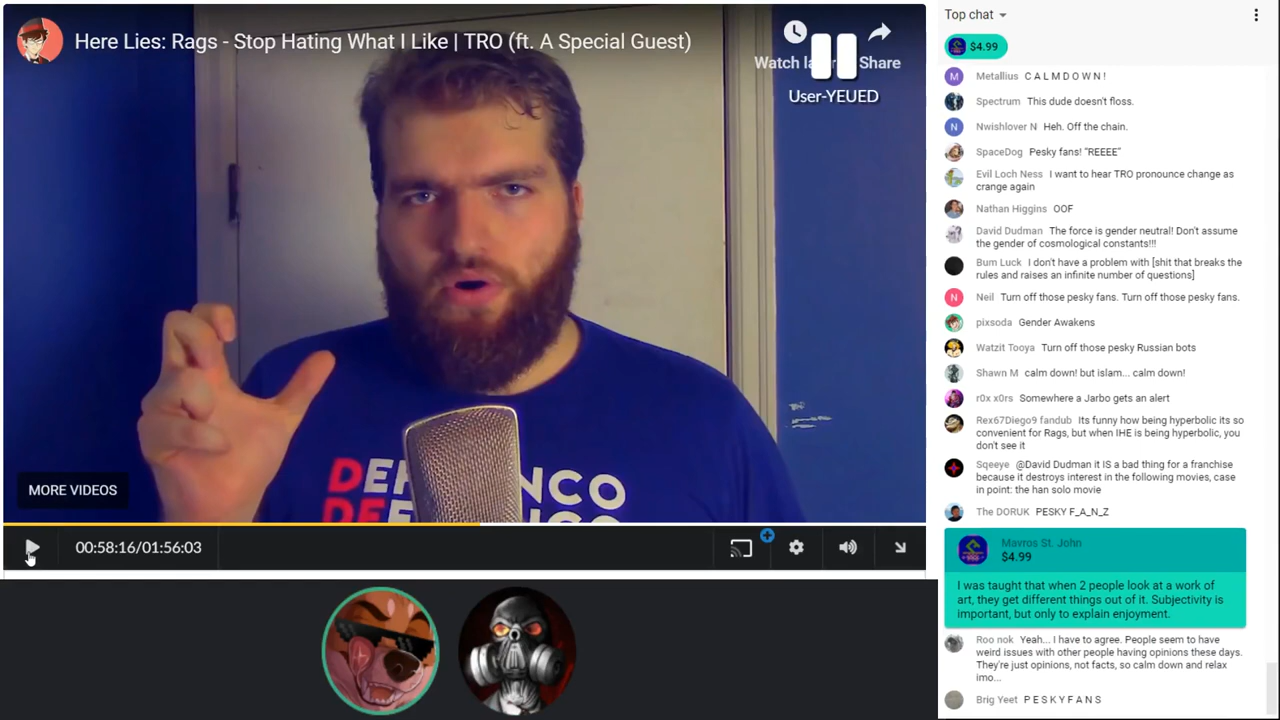 Here Lies: Rags - Stop Hating What I Like | TRO (ft. A Special Guest)
Share
User-YEUED
MORE VIDEOS
00:58:16/01:56:03
Top chat
$4.99
M Metallius C A L M D O W N !
Spectrum This dude doesn't floss.
N Nwishlover N Heh. Off the chain.
SpaceDog Pesky fans! "REEEE"
Evil Loch Ness I want to hear TRO pronounce change as
crange again
Nathan Higgins OOF
David Dudman The force is gender neutral! Don't assume
the gender of cosmological constants!!!
Bum Luck I don't have a problem with [shit that breaks the
rules and raises an infinite number of questions]
N Neil Turn off those pesky fans. Turn off those pesky fans.
pixsoda Gender Awakens
Watzit Tooya Turn off those pesky Russian bots
Shawn M calm down! but islam... calm down!
r0x x0rs Somewhere a Jarbo gets an alert
Rex67Diego9 fandub Its funny how being hyperbolic its so
convenient for Rags, but when IHE is being hyperbolic, you
don't see it
Sqeeye @David Dudman it IS a bad thing for a franchise
because it destroys interest in the following movies, case
in point: the han solo movie
The DORUK PESKY F_A_N_Z
Mavros St. John
$4.99
I was taught that when 2 people look at a work of
art, they get different things out of it. Subjectivity is
important, but only to explain enjoyment.
Roo nok Yeah... I have to agree. People seem to have
weird issues with other people having opinions these days.
They're just opinions, not facts, so calm down and relax
imo...
Brig Yeet P E S K Y F A N S